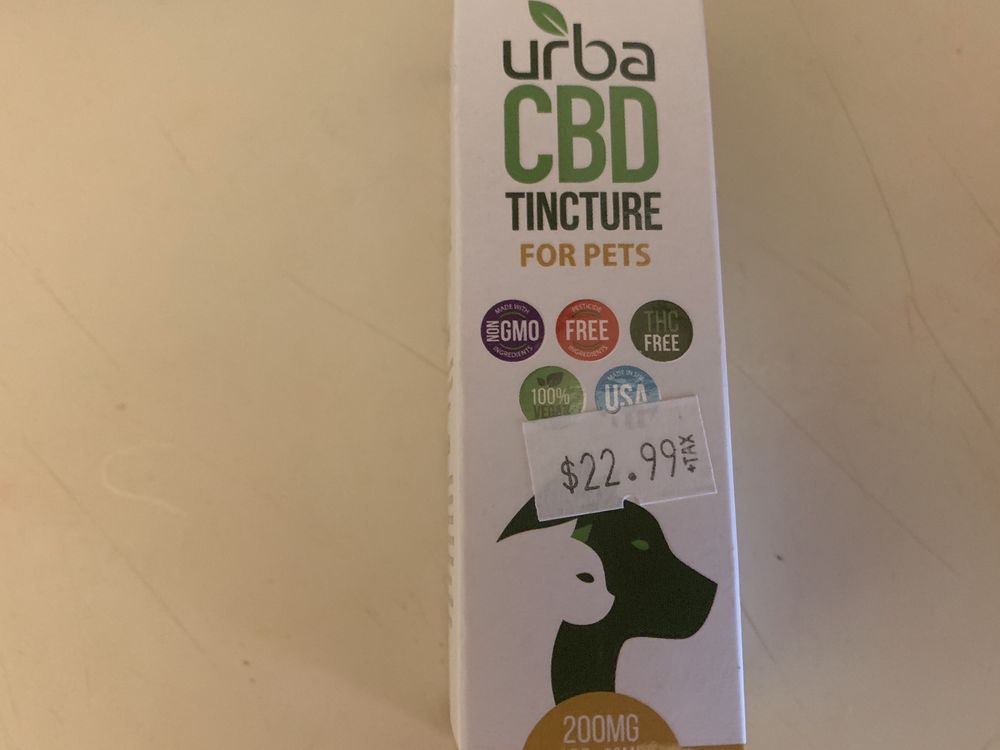 urba
CBD
TINCTURE
FOR PETS
MADE WITH
NON GMO
INGREDIENTS
PESTICIDE
FREE
INGREDIENTS
THC
FREE
100%
VEGAN
MADE IN THE
USA
$22.99
+TAX
200MG